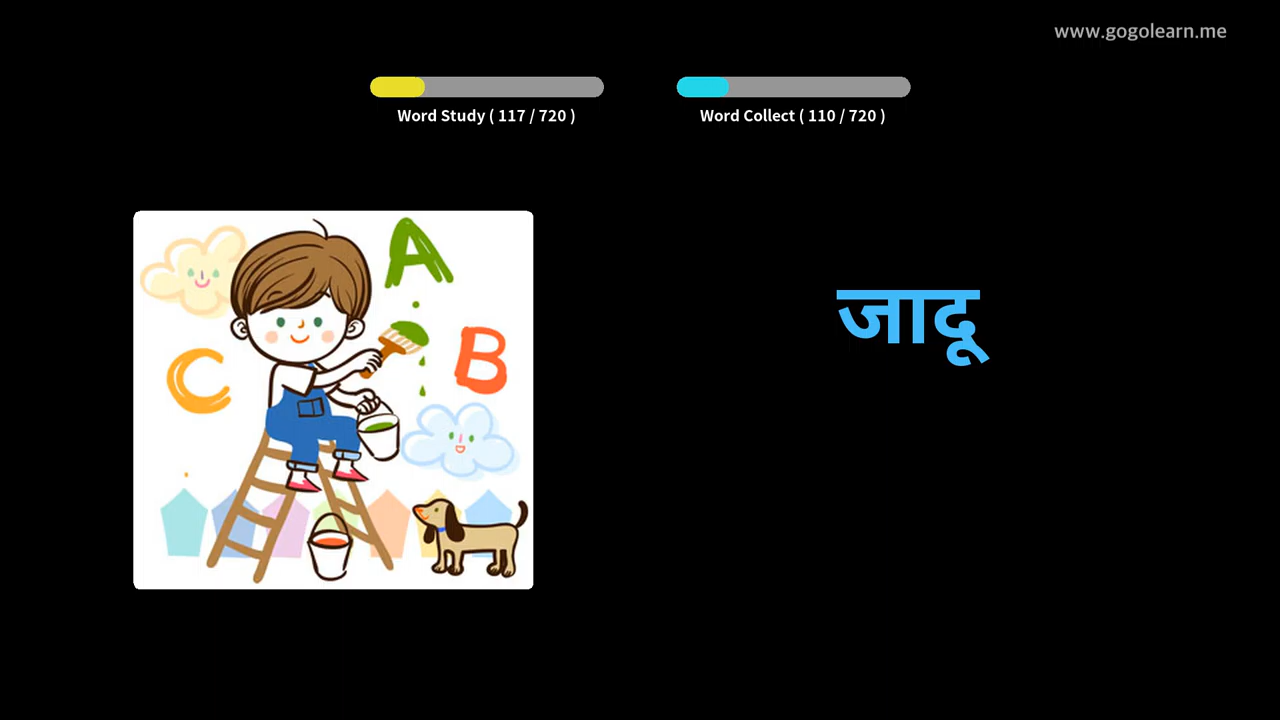 www.gogolearn.me
Word Study ( 117 / 720 )
Word Collect ( 110 / 720 )
A
B
C
जादू